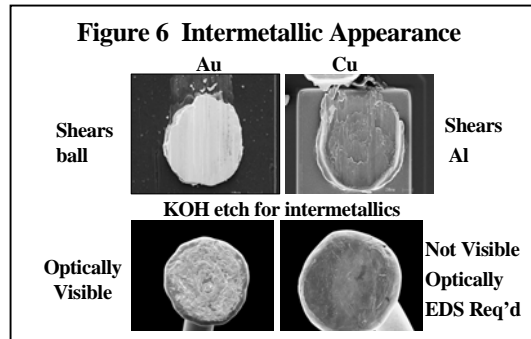 Figure 6 Intermetallic Appearance
Au
Cu
Shears
ball
Shears
Al
KOH etch for intermetallics
Optically
Visible
Not Visible
Optically
EDS Req'd